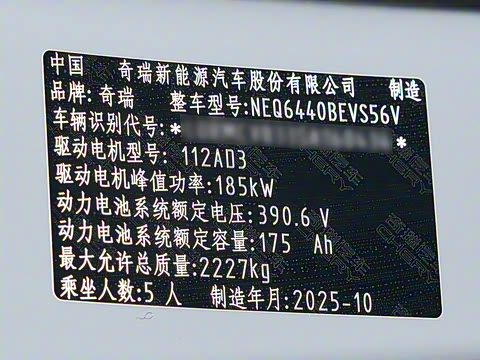 中国 奇瑞新能源汽车股份有限公司 制造
品牌: 奇瑞 整车型号:NEQ6440BEVS56V
车辆识别代号: * *
驱动电机型号: 112AD3
驱动电机峰值功率:185kW
动力电池系统额定电压:390.6 V
动力电池系统额定容量:175 Ah
最大允许总质量:2227kg
乘坐人数:5 人 制造年月:2025-10